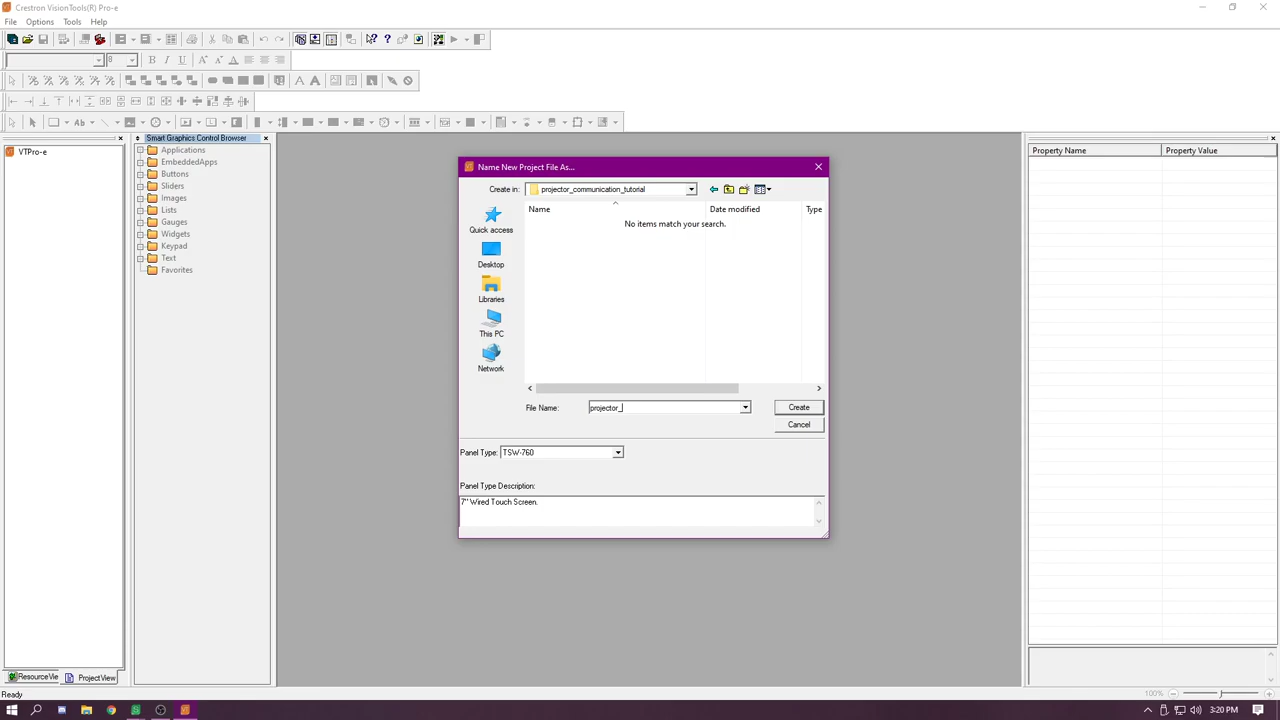 Crestron VisionTools(R) Pro-e
File Options Tools Help
8
VTPro-e
Smart Graphics Control Browser
Applications
EmbeddedApps
Buttons
Sliders
Images
Lists
Gauges
Widgets
Keypad
Text
Favorites
Name New Project File As...
Create in: projector_communication_tutorial
Name Date modified Type
No items match your search.
Quick access
Desktop
Libraries
This PC
Network
File Name: projector_
Create
Cancel
Panel Type: TSW-760
Panel Type Description:
7" Wired Touch Screen.
Property Name Property Value
ResourceVie ProjectView
Ready
100%
3:20 PM